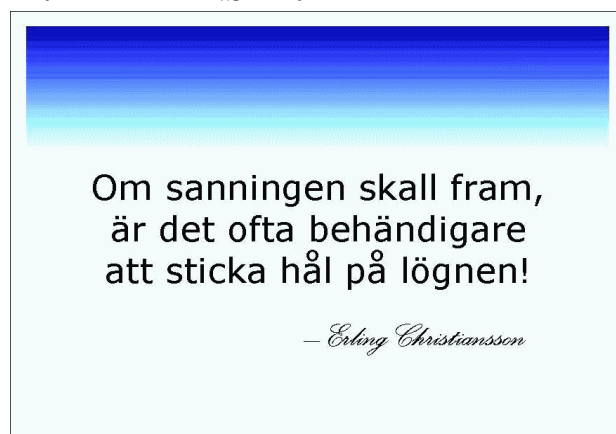 Om sanningen skall fram,
är det ofta behändigare
att sticka hål på lögnen!
– Erling Christiansson